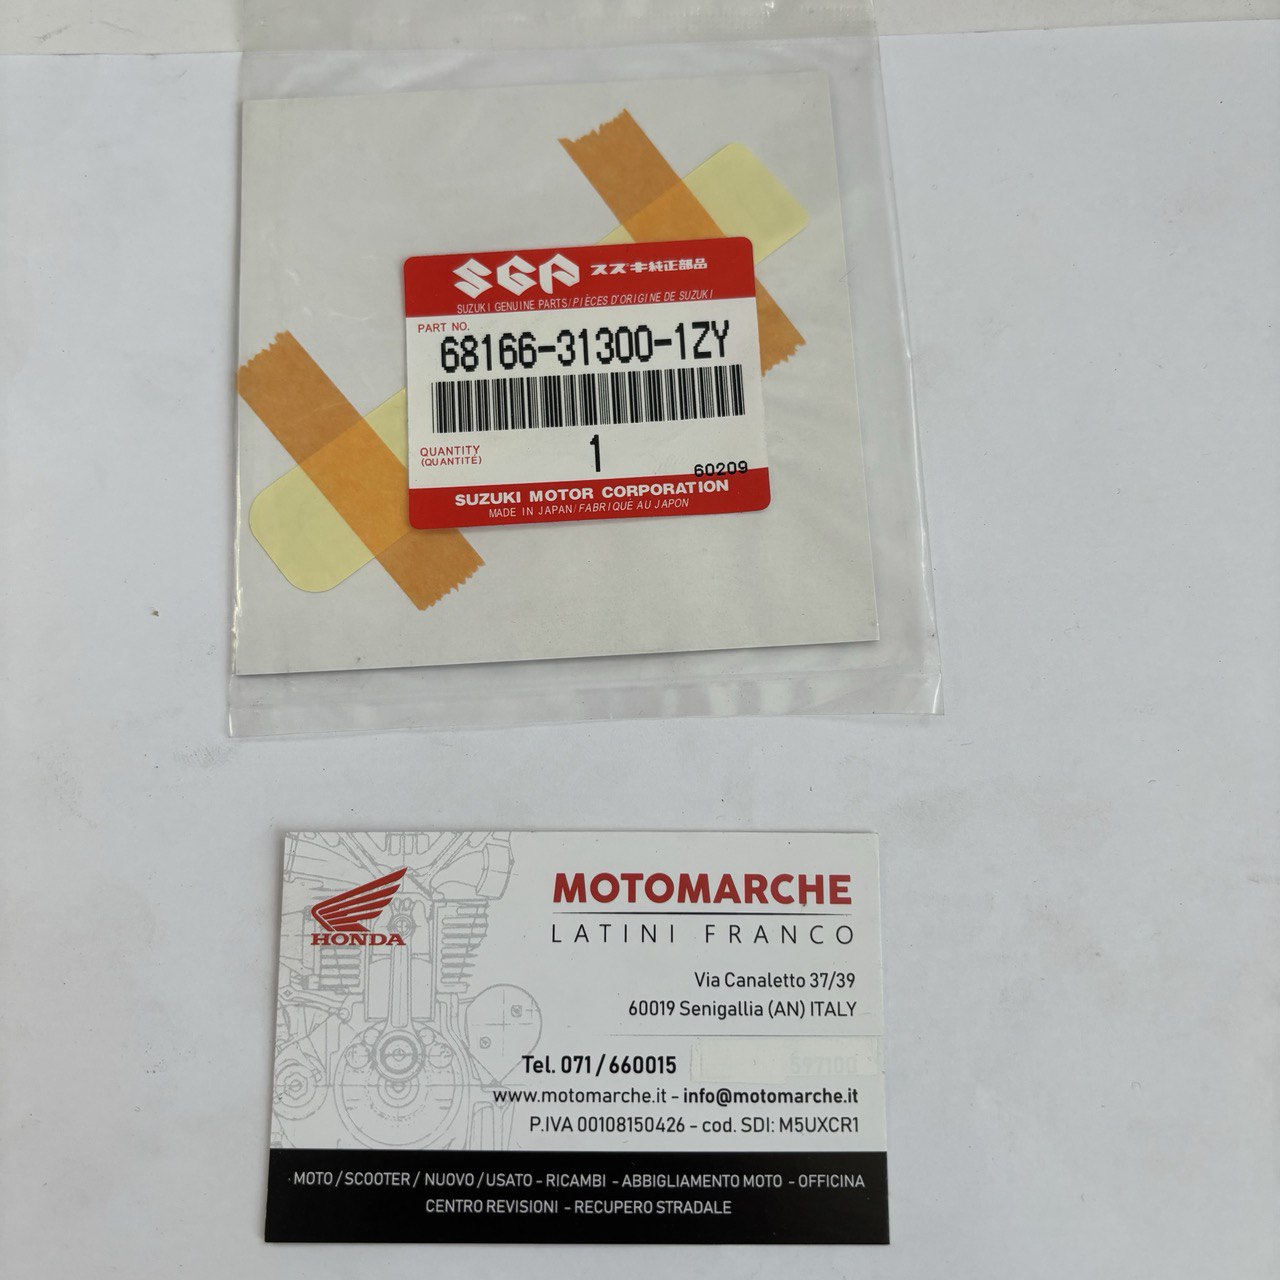 SGP スズキ純正部品
SUZUKI GENUINE PARTS/PIÈCES D'ORIGINE DE SUZUKI
PART NO.
68166-31300-1ZY
QUANTITY
(QUANTITÉ)
1
60209
SUZUKI MOTOR CORPORATION
MADE IN JAPAN/FABRIQUÉ AU JAPON
HONDA
MOTOMARCHE
LATINI FRANCO
Via Canaletto 37/39
60019 Senigallia (AN) ITALY
Tel. 071/660015
597100
www.motomarche.it - info@motomarche.it
P.IVA 00108150426 - cod. SDI: M5UXCR1
MOTO / SCOOTER / NUOVO / USATO - RICAMBI - ABBIGLIAMENTO MOTO - OFFICINA
CENTRO REVISIONI - RECUPERO STRADALE